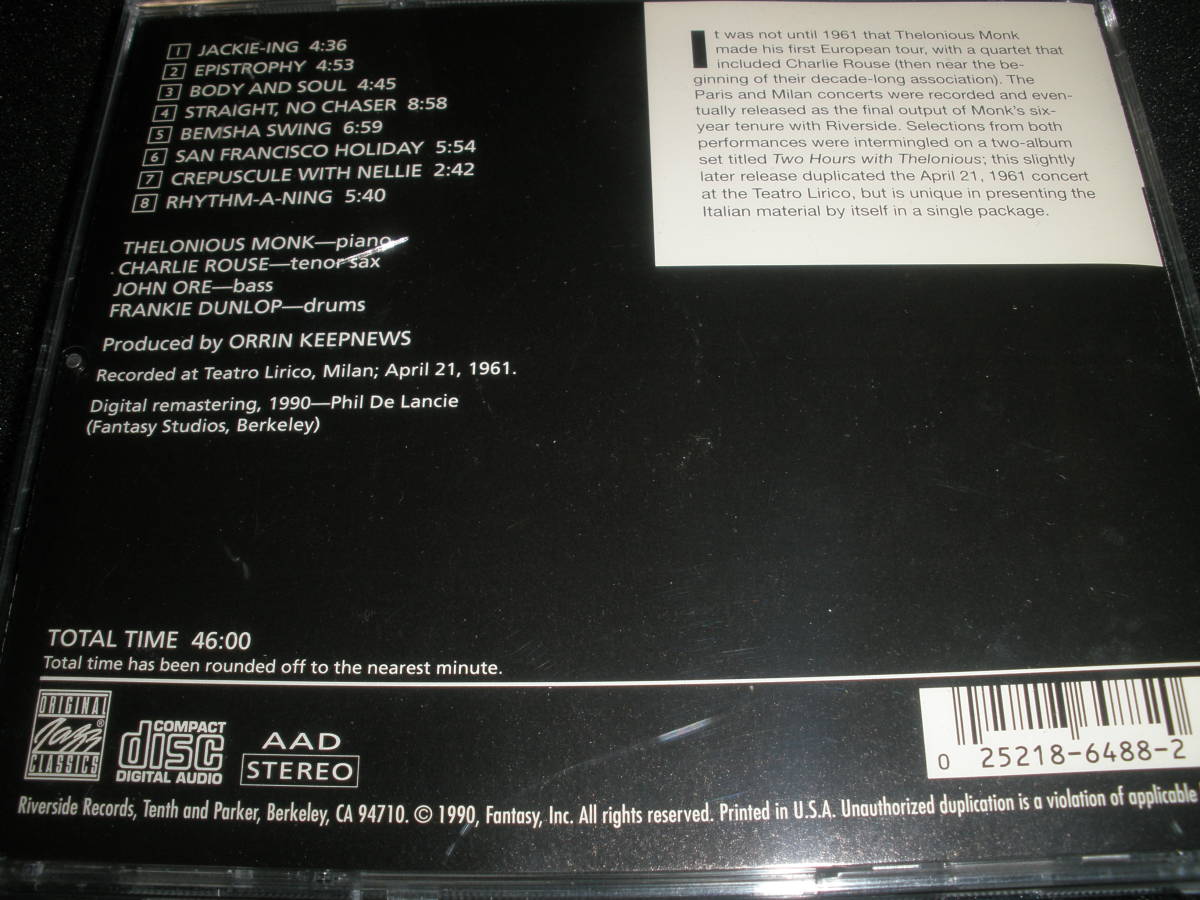 1 JACKIE-ING 4:36
2 EPISTROPHY 4:53
3 BODY AND SOUL 4:45
4 STRAIGHT, NO CHASER 8:58
5 BEMSHA SWING 6:59
6 SAN FRANCISCO HOLIDAY 5:54
7 CREPUSCULE WITH NELLIE 2:42
8 RHYTHM-A-NING 5:40
THELONIOUS MONK—piano
CHARLIE ROUSE—tenor sax
JOHN ORE—bass
FRANKIE DUNLOP—drums
Produced by ORRIN KEEPNEWS
Recorded at Teatro Lirico, Milan; April 21, 1961.
Digital remastering, 1990—Phil De Lancie
(Fantasy Studios, Berkeley)
It was not until 1961 that Thelonious Monk
made his first European tour, with a quartet that
included Charlie Rouse (then near the be-
ginning of their decade-long association). The
Paris and Milan concerts were recorded and even-
tually released as the final output of Monk's six-
year tenure with Riverside. Selections from both
performances were intermingled on a two-album
set titled Two Hours with Thelonious; this slightly
later release duplicated the April 21, 1961 concert
at the Teatro Lirico, but is unique in presenting the
Italian material by itself in a single package.
TOTAL TIME 46:00
Total time has been rounded off to the nearest minute.
ORIGINAL
Jazz®
CLASSICS
COMPACT
disc
DIGITAL AUDIO
AAD
STEREO
0 25218-6488-2
Riverside Records, Tenth and Parker, Berkeley, CA 94710. © 1990, Fantasy, Inc. All rights reserved. Printed in U.S.A. Unauthorized duplication is a violation of applicable